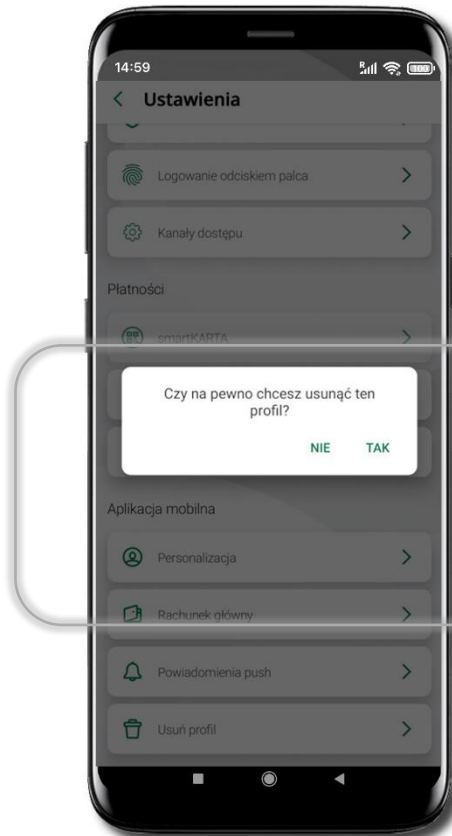 14:59
Ustawienia
Logowanie odciskiem palca
Kanały dostępu
Płatności
smartKARTA
Czy na pewno chcesz usunąć ten
profil?
NIE TAK
Aplikacja mobilna
Personalizacja
Rachunek główny
Powiadomienia push
Usuń profil